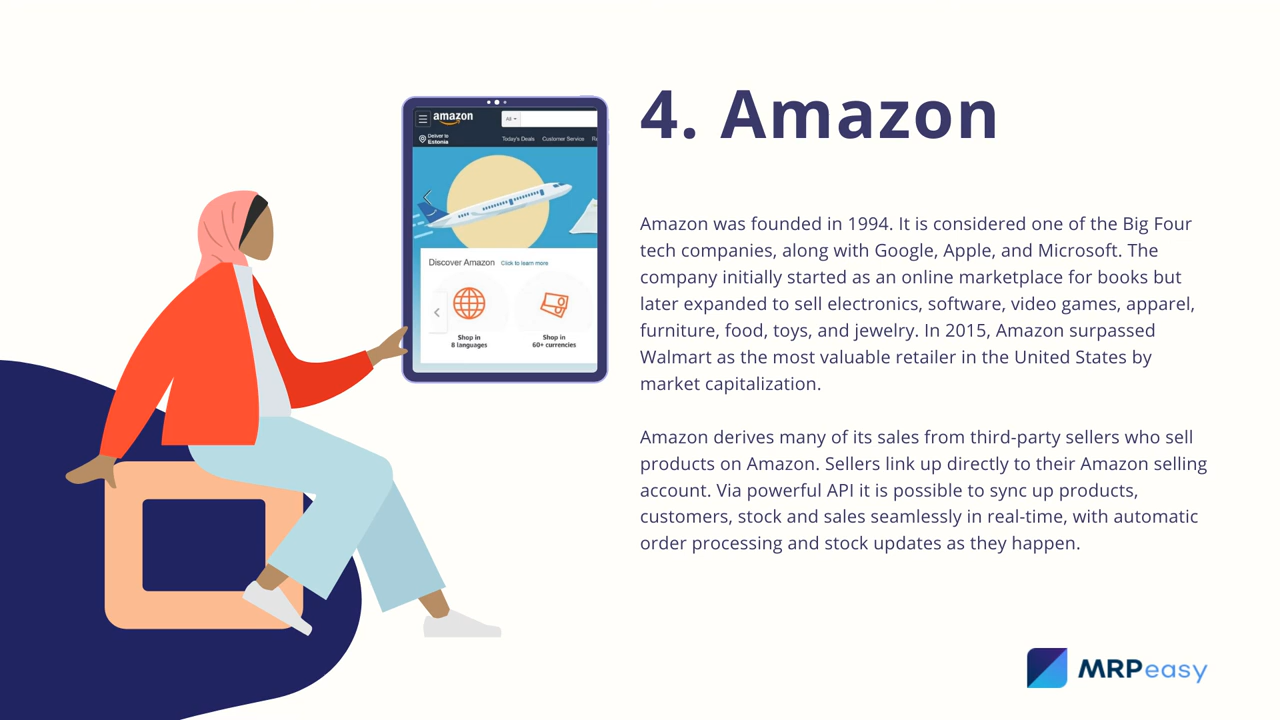 4. Amazon
amazon
All
Deliver to
Estonia
Today's Deals Customer Service
Discover Amazon Click to learn more
Shop in
8 languages
Shop in
60+ currencies
Amazon was founded in 1994. It is considered one of the Big Four
tech companies, along with Google, Apple, and Microsoft. The
company initially started as an online marketplace for books but
later expanded to sell electronics, software, video games, apparel,
furniture, food, toys, and jewelry. In 2015, Amazon surpassed
Walmart as the most valuable retailer in the United States by
market capitalization.
Amazon derives many of its sales from third-party sellers who sell
products on Amazon. Sellers link up directly to their Amazon selling
account. Via powerful API it is possible to sync up products,
customers, stock and sales seamlessly in real-time, with automatic
order processing and stock updates as they happen.
MRPeasy